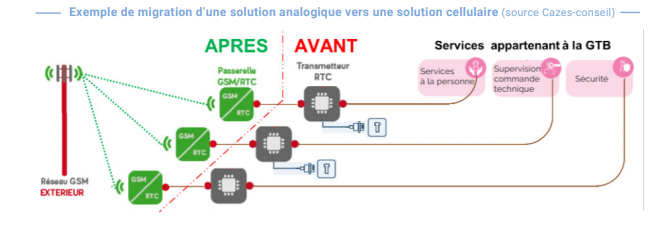 Exemple de migration d'une solution analogique vers une solution cellulaire (source Cazes-conseil)
APRES
AVANT
Services appartenant à la GTB
Passerelle
GSM/RTC
Transmetteur
RTC
Services
à la personne
Supervision
commande
technique
Sécurité
GSM
RTC
GSM
RTC
GSM
RTC
Réseau GSM
EXTERIEUR